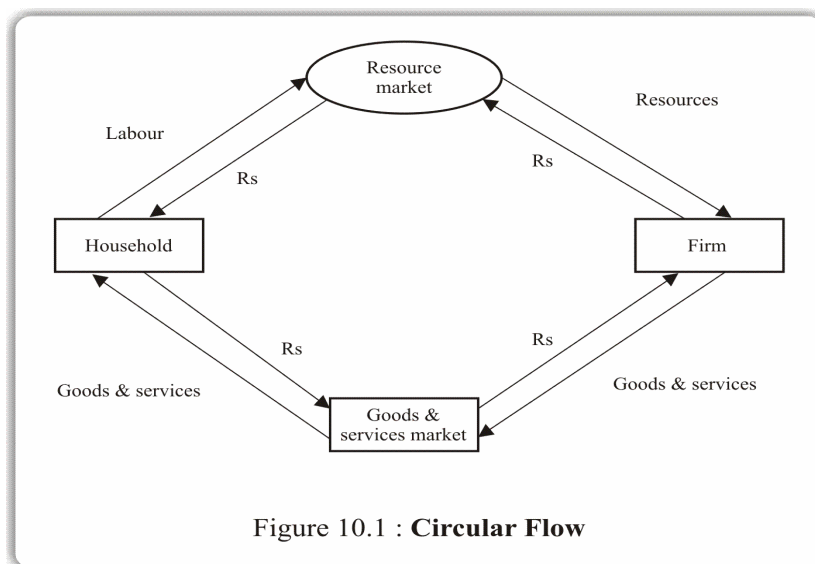 Resource
market
Labour
Resources
Rs
Rs
Household
Firm
Rs
Rs
Goods & services
Goods & services
Goods &
services market
Figure 10.1 : Circular Flow